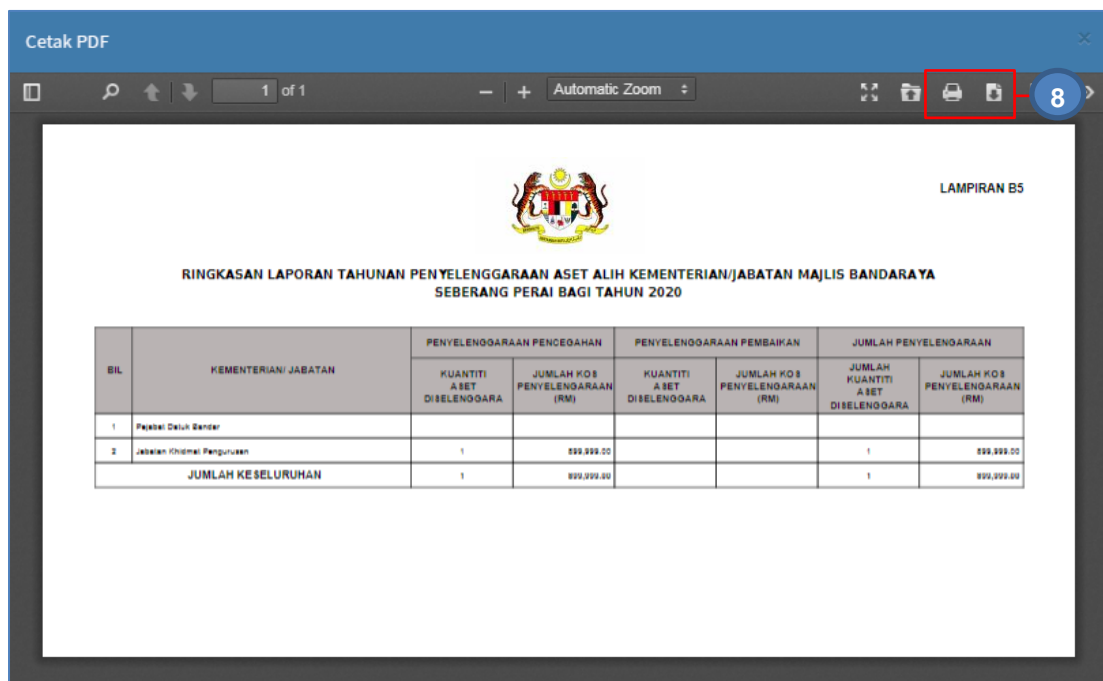 Cetak PDF
1 of 1
Automatic Zoom
8
LAMPIRAN B5
RINGKASAN LAPORAN TAHUNAN PENYELENGGARAAN ASET ALIH KEMENTERIAN/JABATAN MAJLIS BANDARAYA
SEBERANG PERAI BAGI TAHUN 2020
BIL
KEMENTERIAN/ JABATAN
PENYELENGGARAAN PENCEGAHAN
PENYELENGGARAAN PEMBAIKAN
JUMLAH PENYELENGARAAN
KUANTITI
ASET
DISELENGGARA
JUMLAH KOS
PENYELENGARAAN
(RM)
KUANTITI
ASET
DISELENGGARA
JUMLAH KOS
PENYELENGARAAN
(RM)
JUMLAH
KUANTITI
ASET
DISELENGGARA
JUMLAH KOS
PENYELENGARAAN
(RM)
1 Pejabat Datuk Bandar
2 Jabatan Khidmat Pengurusan 1 899,999.00 1 899,999.00
JUMLAH KESELURUHAN 1 899,999.00 1 899,999.00